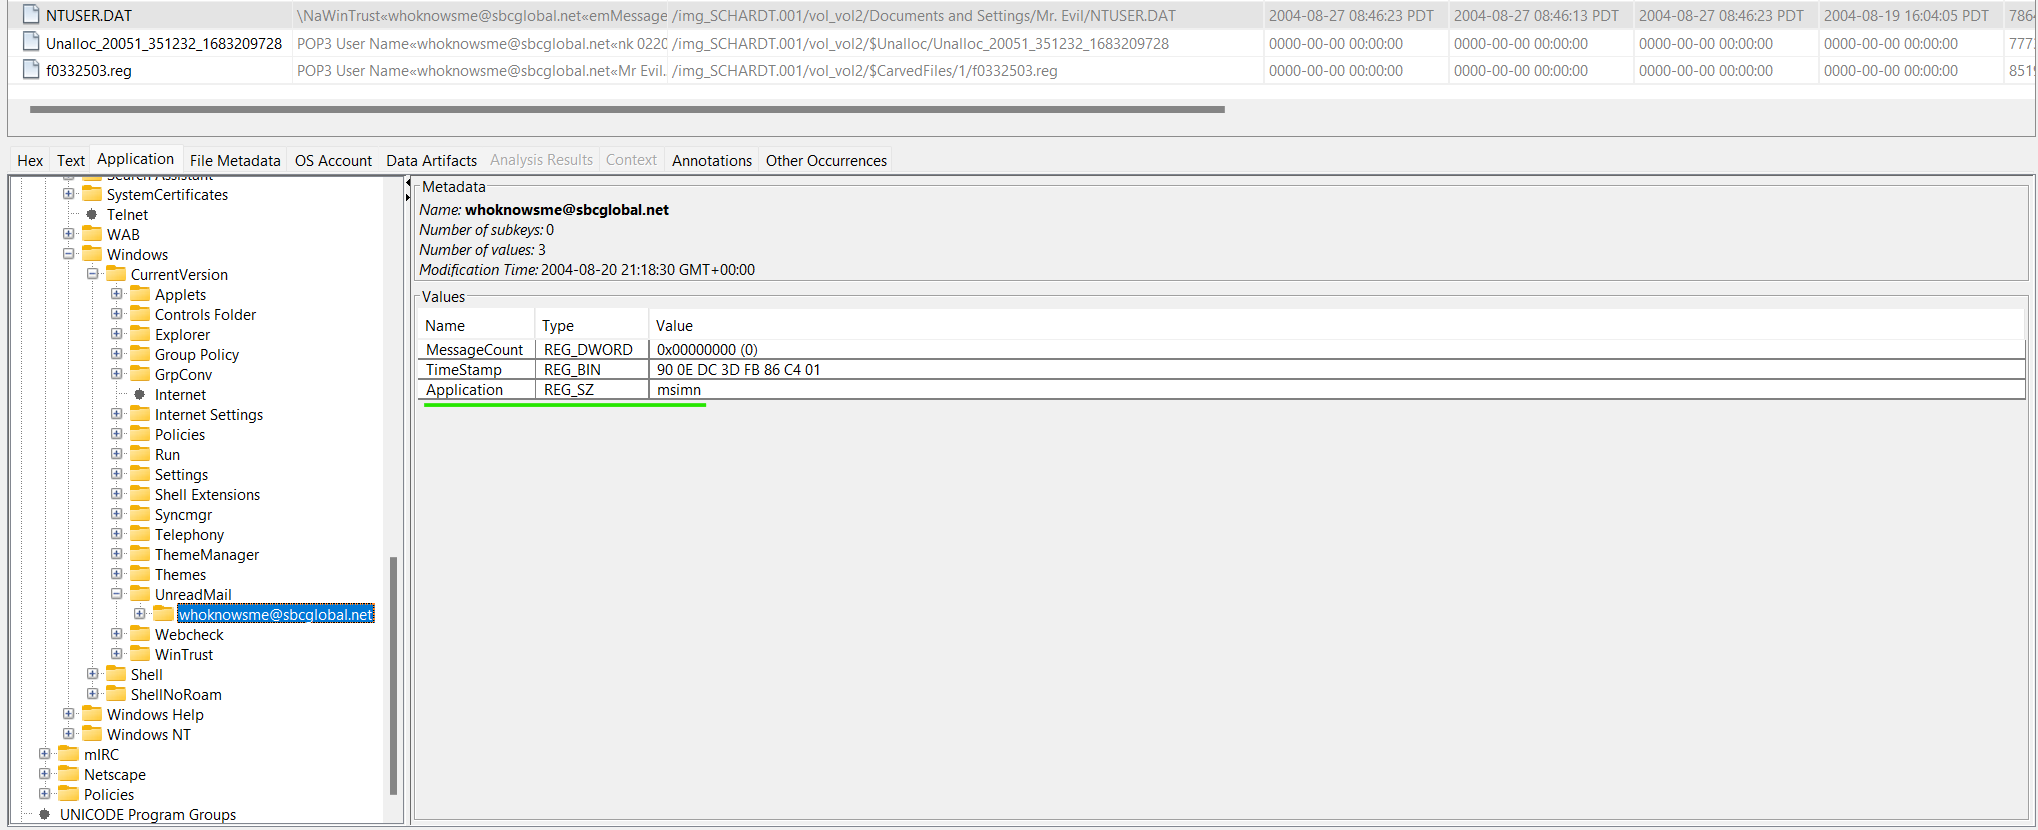 NTUSER.DAT \NaWinTrust«whoknowsme@sbcglobal.net«emMessage /img_SCHARDT.001/vol_vol2/Documents and Settings/Mr. Evil/NTUSER.DAT 2004-08-27 08:46:23 PDT 2004-08-27 08:46:13 PDT 2004-08-27 08:46:23 PDT 2004-08-19 16:04:05 PDT 7864
Unalloc_20051_351232_1683209728 POP3 User Name«whoknowsme@sbcglobal.net«nk 0220 /img_SCHARDT.001/vol_vol2/$Unalloc/Unalloc_20051_351232_1683209728 0000-00-00 00:00:00 0000-00-00 00:00:00 0000-00-00 00:00:00 0000-00-00 00:00:00
f0332503.reg POP3 User Name«whoknowsme@sbcglobal.net«Mr Evil. /img_SCHARDT.001/vol_vol2/$CarvedFiles/1/f0332503.reg 0000-00-00 00:00:00 0000-00-00 00:00:00 0000-00-00 00:00:00 0000-00-00 00:00:00 8519
Hex Text Application File Metadata OS Account Data Artifacts Analysis Results Context Annotations Other Occurrences
Search Assistant
SystemCertificates
Telnet
WAB
Windows
CurrentVersion
Applets
Controls Folder
Explorer
Group Policy
GrpConv
Internet
Internet Settings
Policies
Run
Settings
Shell Extensions
Syncmgr
Telephony
ThemeManager
Themes
UnreadMail
whoknowsme@sbcglobal.net
Webcheck
WinTrust
Shell
ShellNoRoam
Windows Help
Windows NT
mIRC
Netscape
Policies
UNICODE Program Groups
Metadata
Name: whoknowsme@sbcglobal.net
Number of subkeys: 0
Number of values: 3
Modification Time: 2004-08-20 21:18:30 GMT+00:00
Values
Name Type Value
MessageCount REG_DWORD 0x00000000 (0)
TimeStamp REG_BIN 90 0E DC 3D FB 86 C4 01
Application REG_SZ msimn